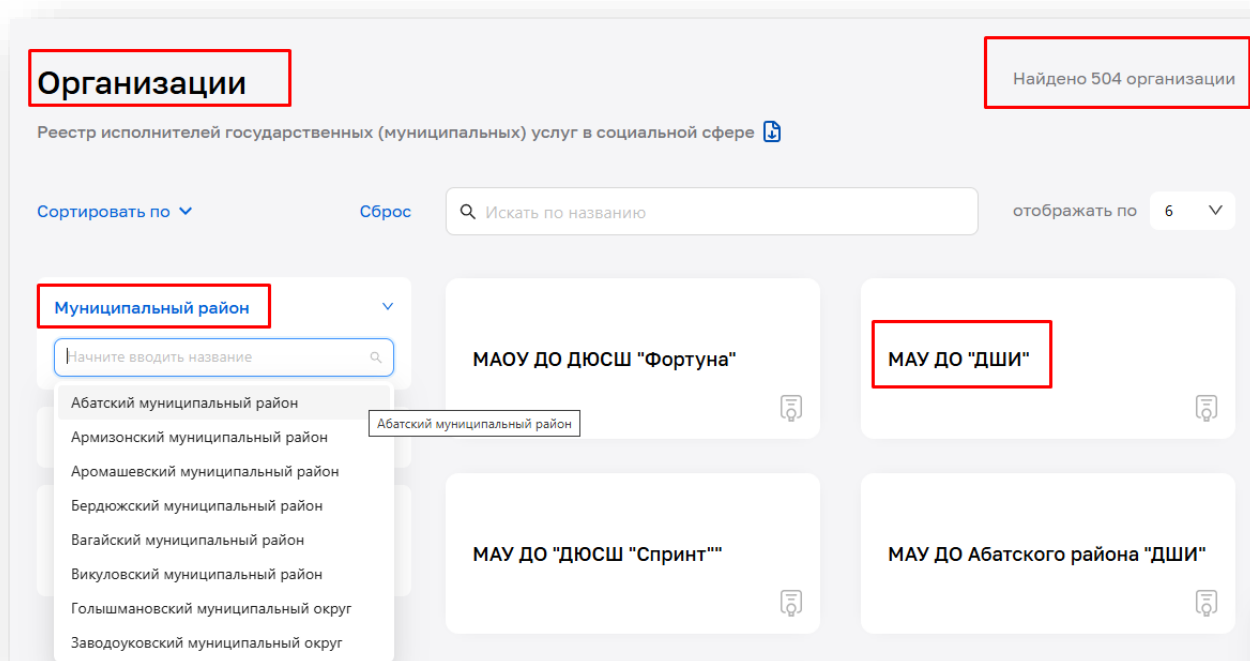 Организации
Найдено 504 организации
Реестр исполнителей государственных (муниципальных) услуг в социальной сфере
Сортировать по
Сброс
Искать по названию
отображать по
6
Муниципальный район
Начните вводить название
Абатский муниципальный район
Абатский муниципальный район
Армизонский муниципальный район
Аромашевский муниципальный район
Бердюжский муниципальный район
Вагайский муниципальный район
Викуловский муниципальный район
Голышмановский муниципальный округ
Заводоуковский муниципальный округ
МАОУ ДО ДЮСШ "Фортуна"
МАУ ДО "ДШИ"
МАУ ДО "ДЮСШ "Спринт""
МАУ ДО Абатского района "ДШИ"